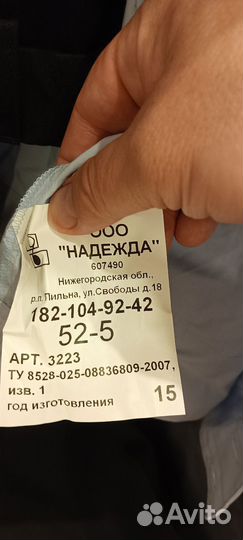 ООО
"НАДЕЖДА"
607490
Нижегородская обл.,
р.п.Пильна, ул.Свободы д.18
182-104-92-42
52-5
АРТ. 3223
ТУ 8528-025-08836809-2007,
изв. 1
год изготовления 15
Avito